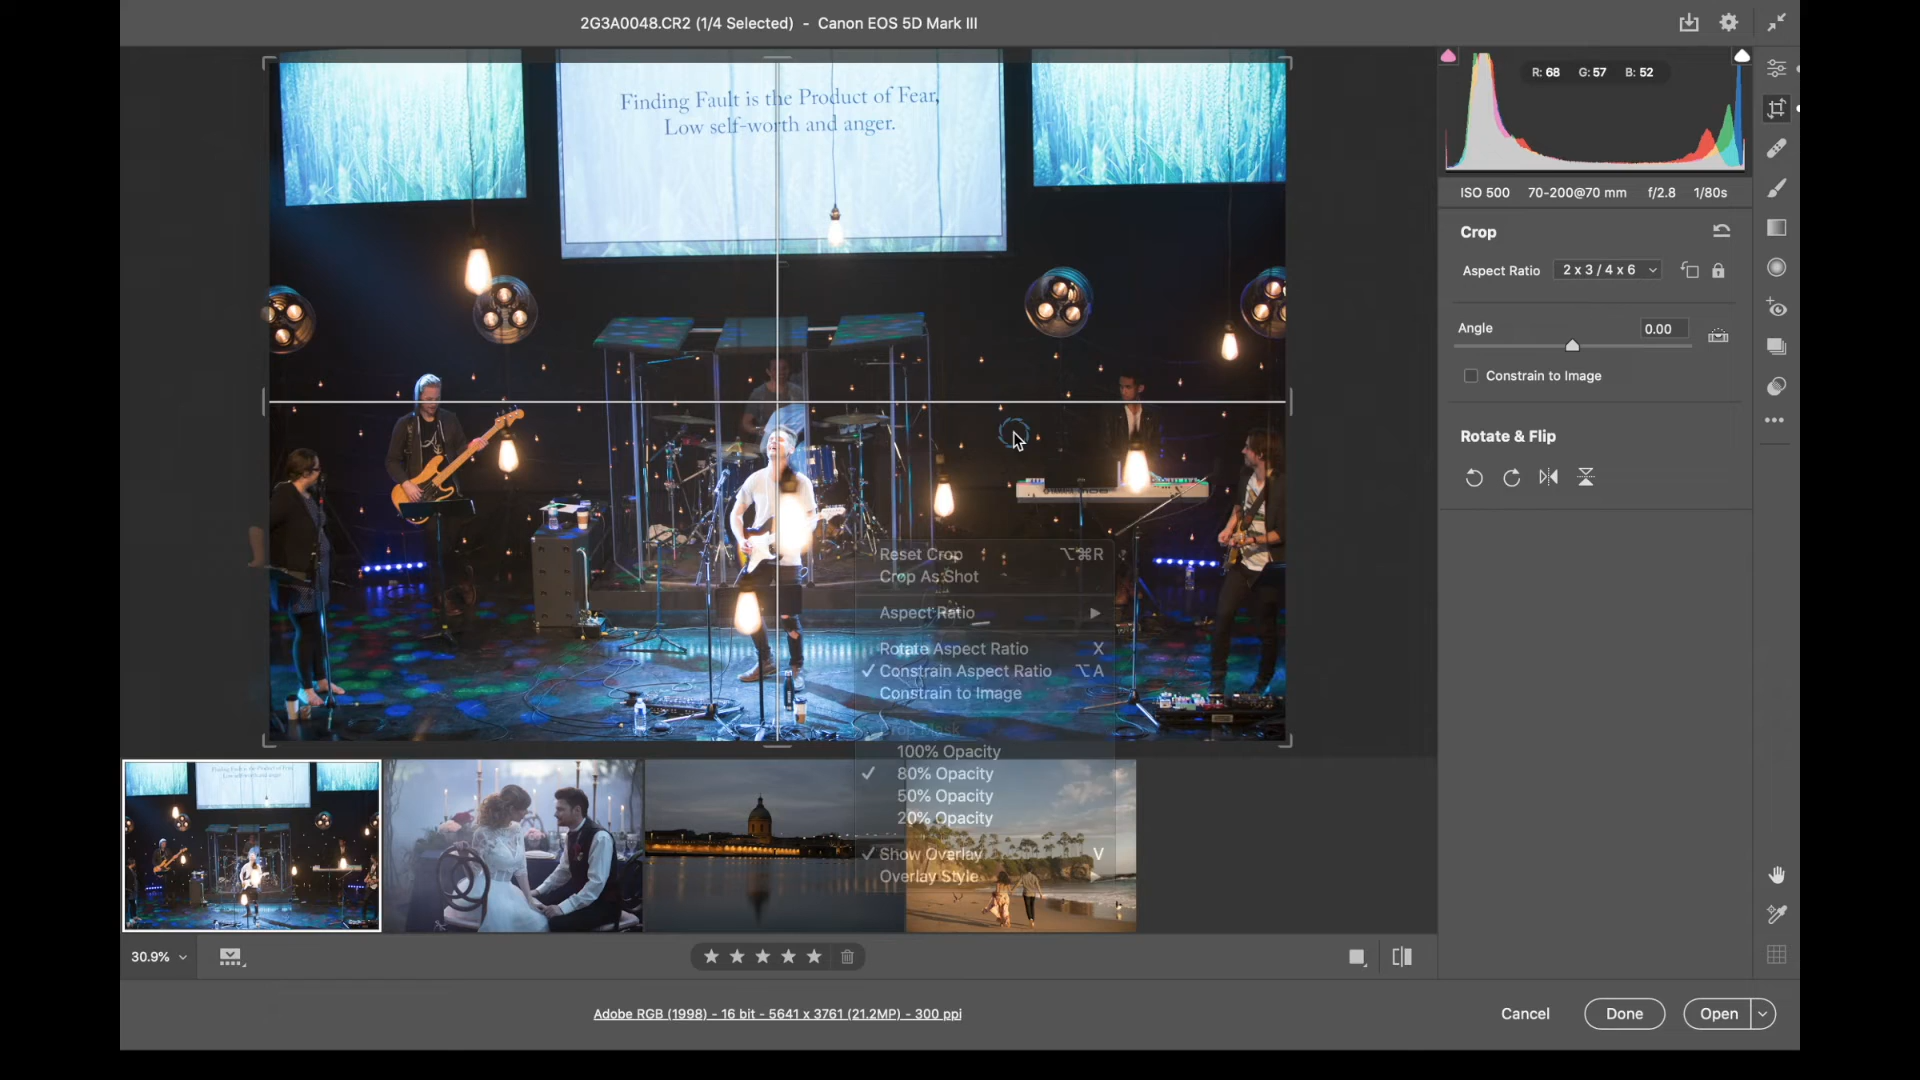 2G3A0048.CR2 (1/4 Selected) - Canon EOS 5D Mark III
Finding Fault is the Product of Fear,
Low self-worth and anger.
R: 68 G: 57 B: 52
ISO 500 70-200@70 mm f/2.8 1/80s
Crop
Aspect Ratio 2 x 3 / 4 x 6
Angle 0.00
Constrain to Image
Rotate & Flip
Reset Crop ⌥⌘R
Crop As Shot
Aspect Ratio
Rotate Aspect Ratio X
Constrain Aspect Ratio ⌥A
Constrain to Image
Crop Mask
100% Opacity
80% Opacity
50% Opacity
20% Opacity
Show Overlay V
Overlay Style
30.9%
Adobe RGB (1998) - 16 bit - 5641 x 3761 (21.2MP) - 300 ppi
Cancel Done Open